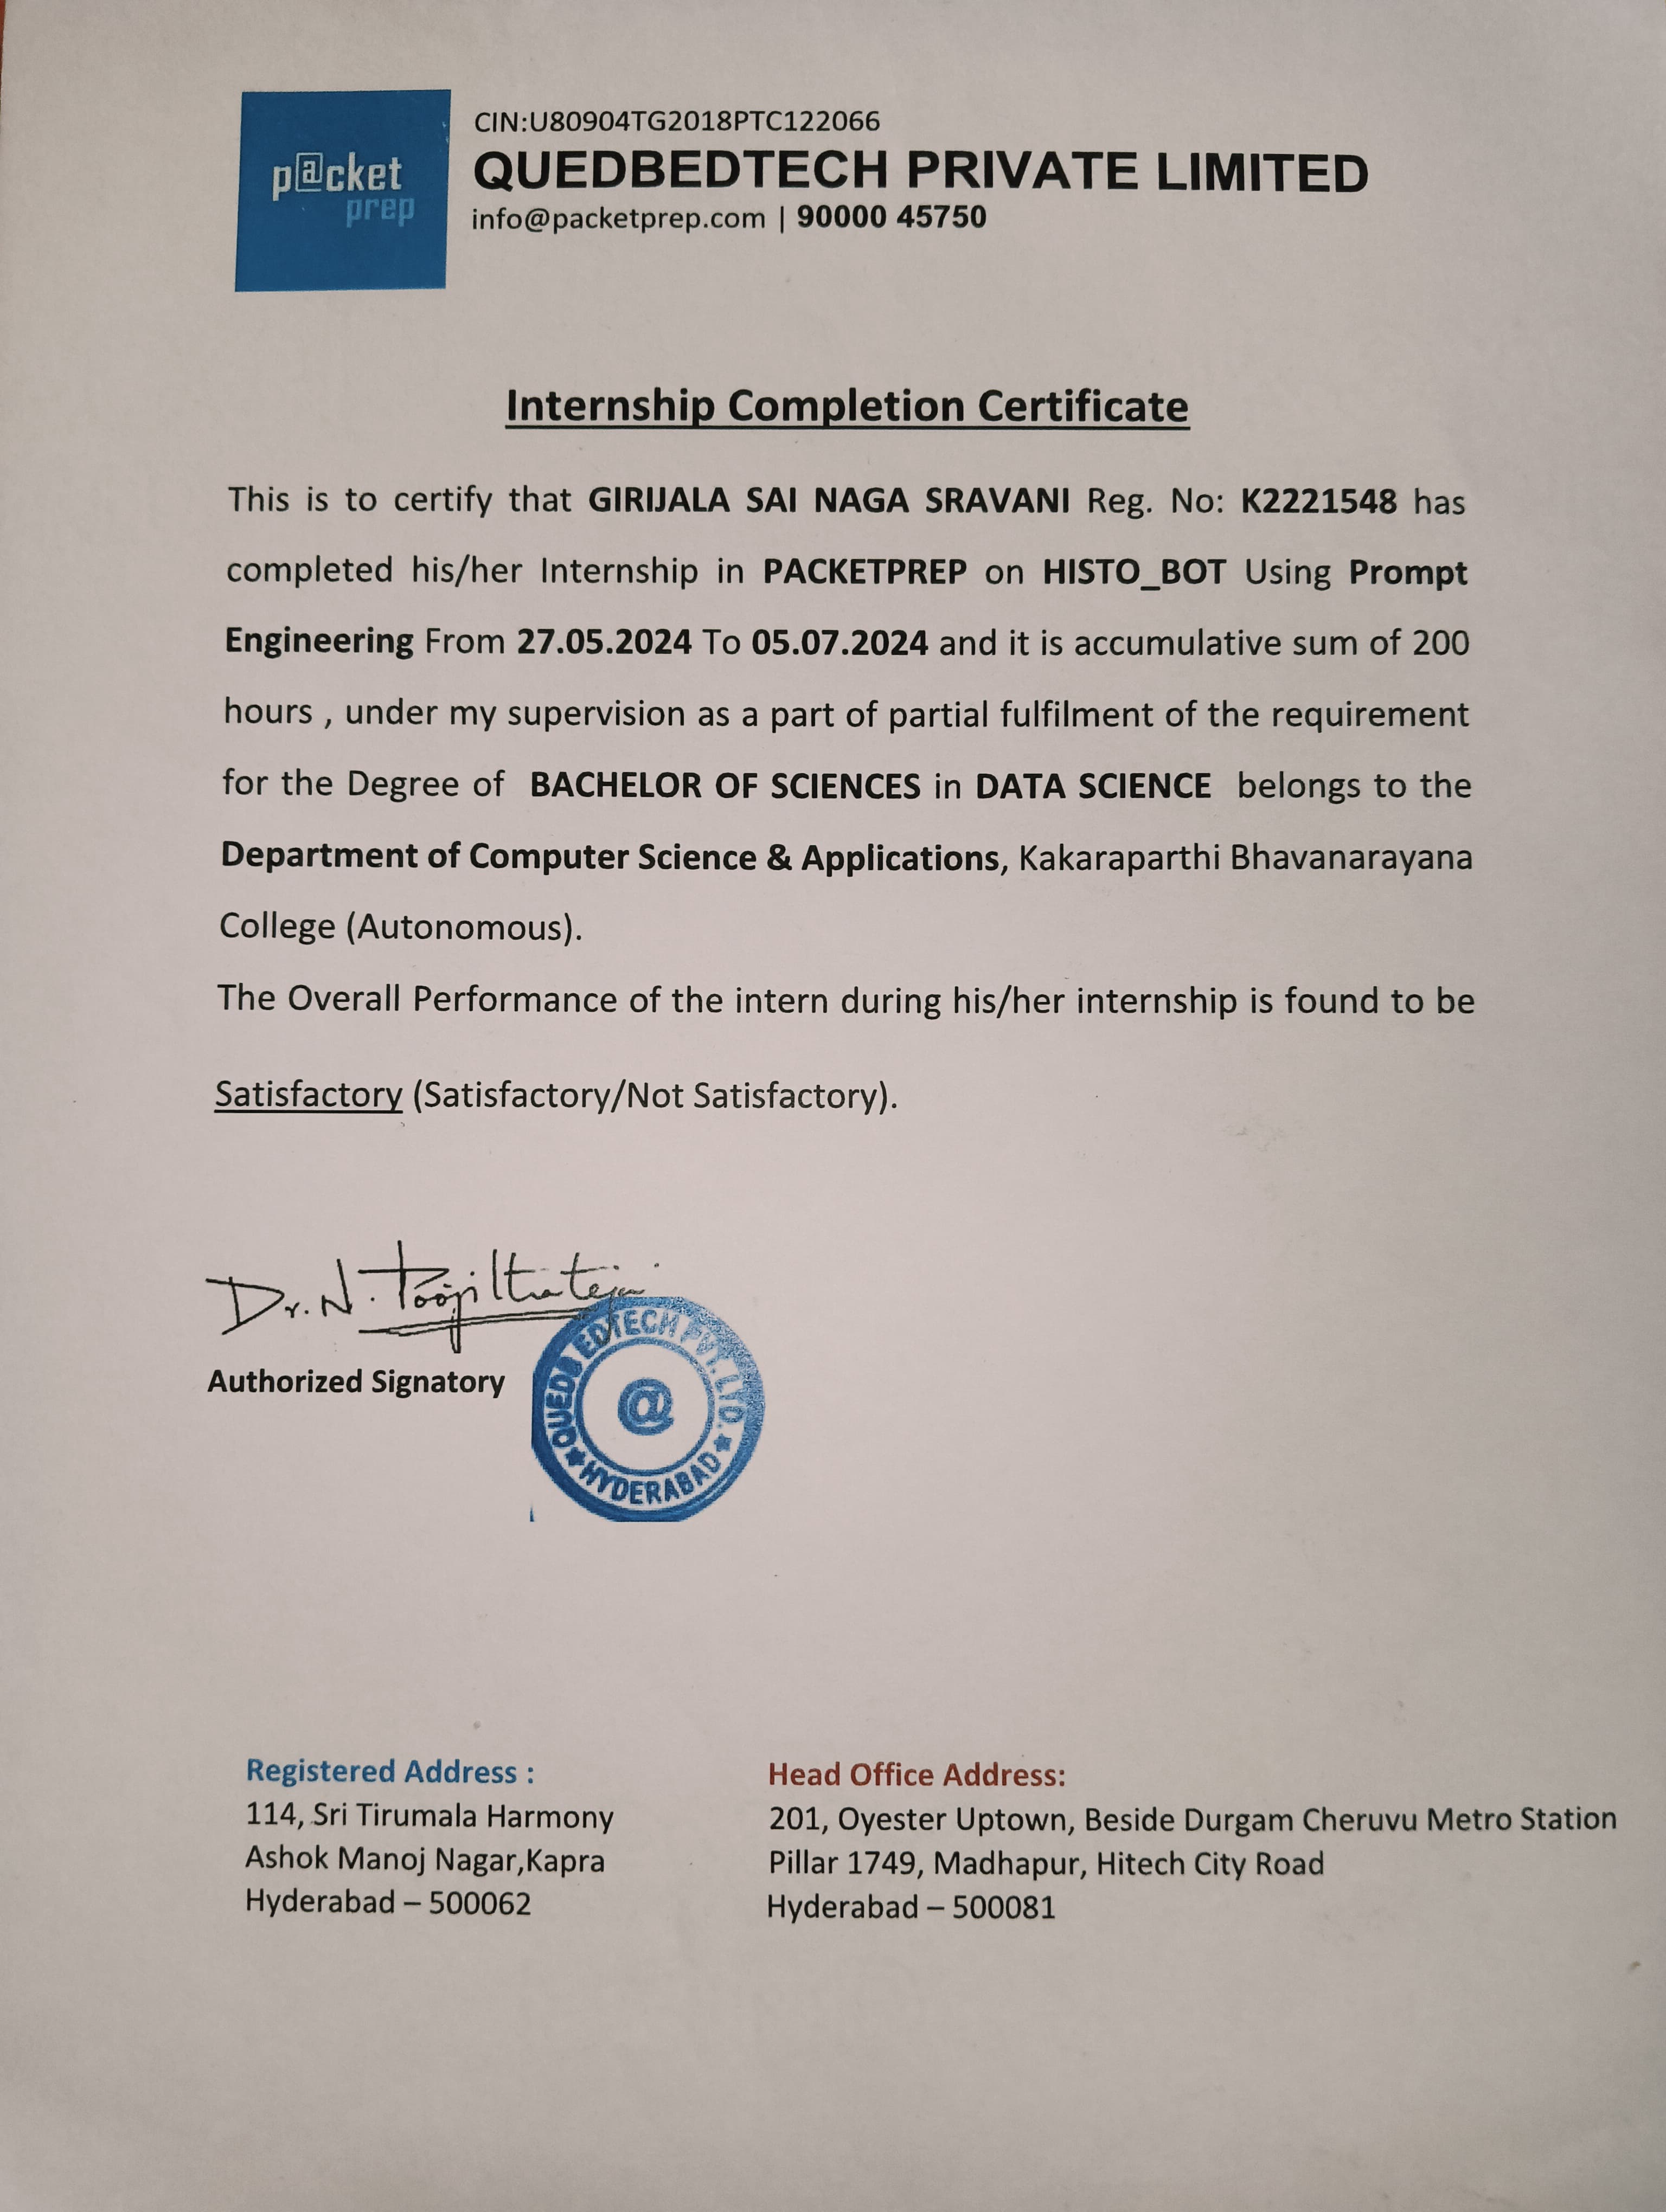 p@cket
prep
CIN:U80904TG2018PTC122066
QUEDBEDTECH PRIVATE LIMITED
info@packetprep.com | 90000 45750
Internship Completion Certificate
This is to certify that GIRIJALA SAI NAGA SRAVANI Reg. No: K2221548 has
completed his/her Internship in PACKETPREP on HISTO_BOT Using Prompt
Engineering From 27.05.2024 To 05.07.2024 and it is accumulative sum of 200
hours , under my supervision as a part of partial fulfilment of the requirement
for the Degree of BACHELOR OF SCIENCES in DATA SCIENCE belongs to the
Department of Computer Science & Applications, Kakaraparthi Bhavanarayana
College (Autonomous).
The Overall Performance of the intern during his/her internship is found to be
Satisfactory (Satisfactory/Not Satisfactory).
Dr. N.
Authorized Signatory
QUEDB EDTECH PVT. LTD.
@
★ HYDERABAD ★
Registered Address :
114, Sri Tirumala Harmony
Ashok Manoj Nagar,Kapra
Hyderabad – 500062
Head Office Address:
201, Oyester Uptown, Beside Durgam Cheruvu Metro Station
Pillar 1749, Madhapur, Hitech City Road
Hyderabad – 500081